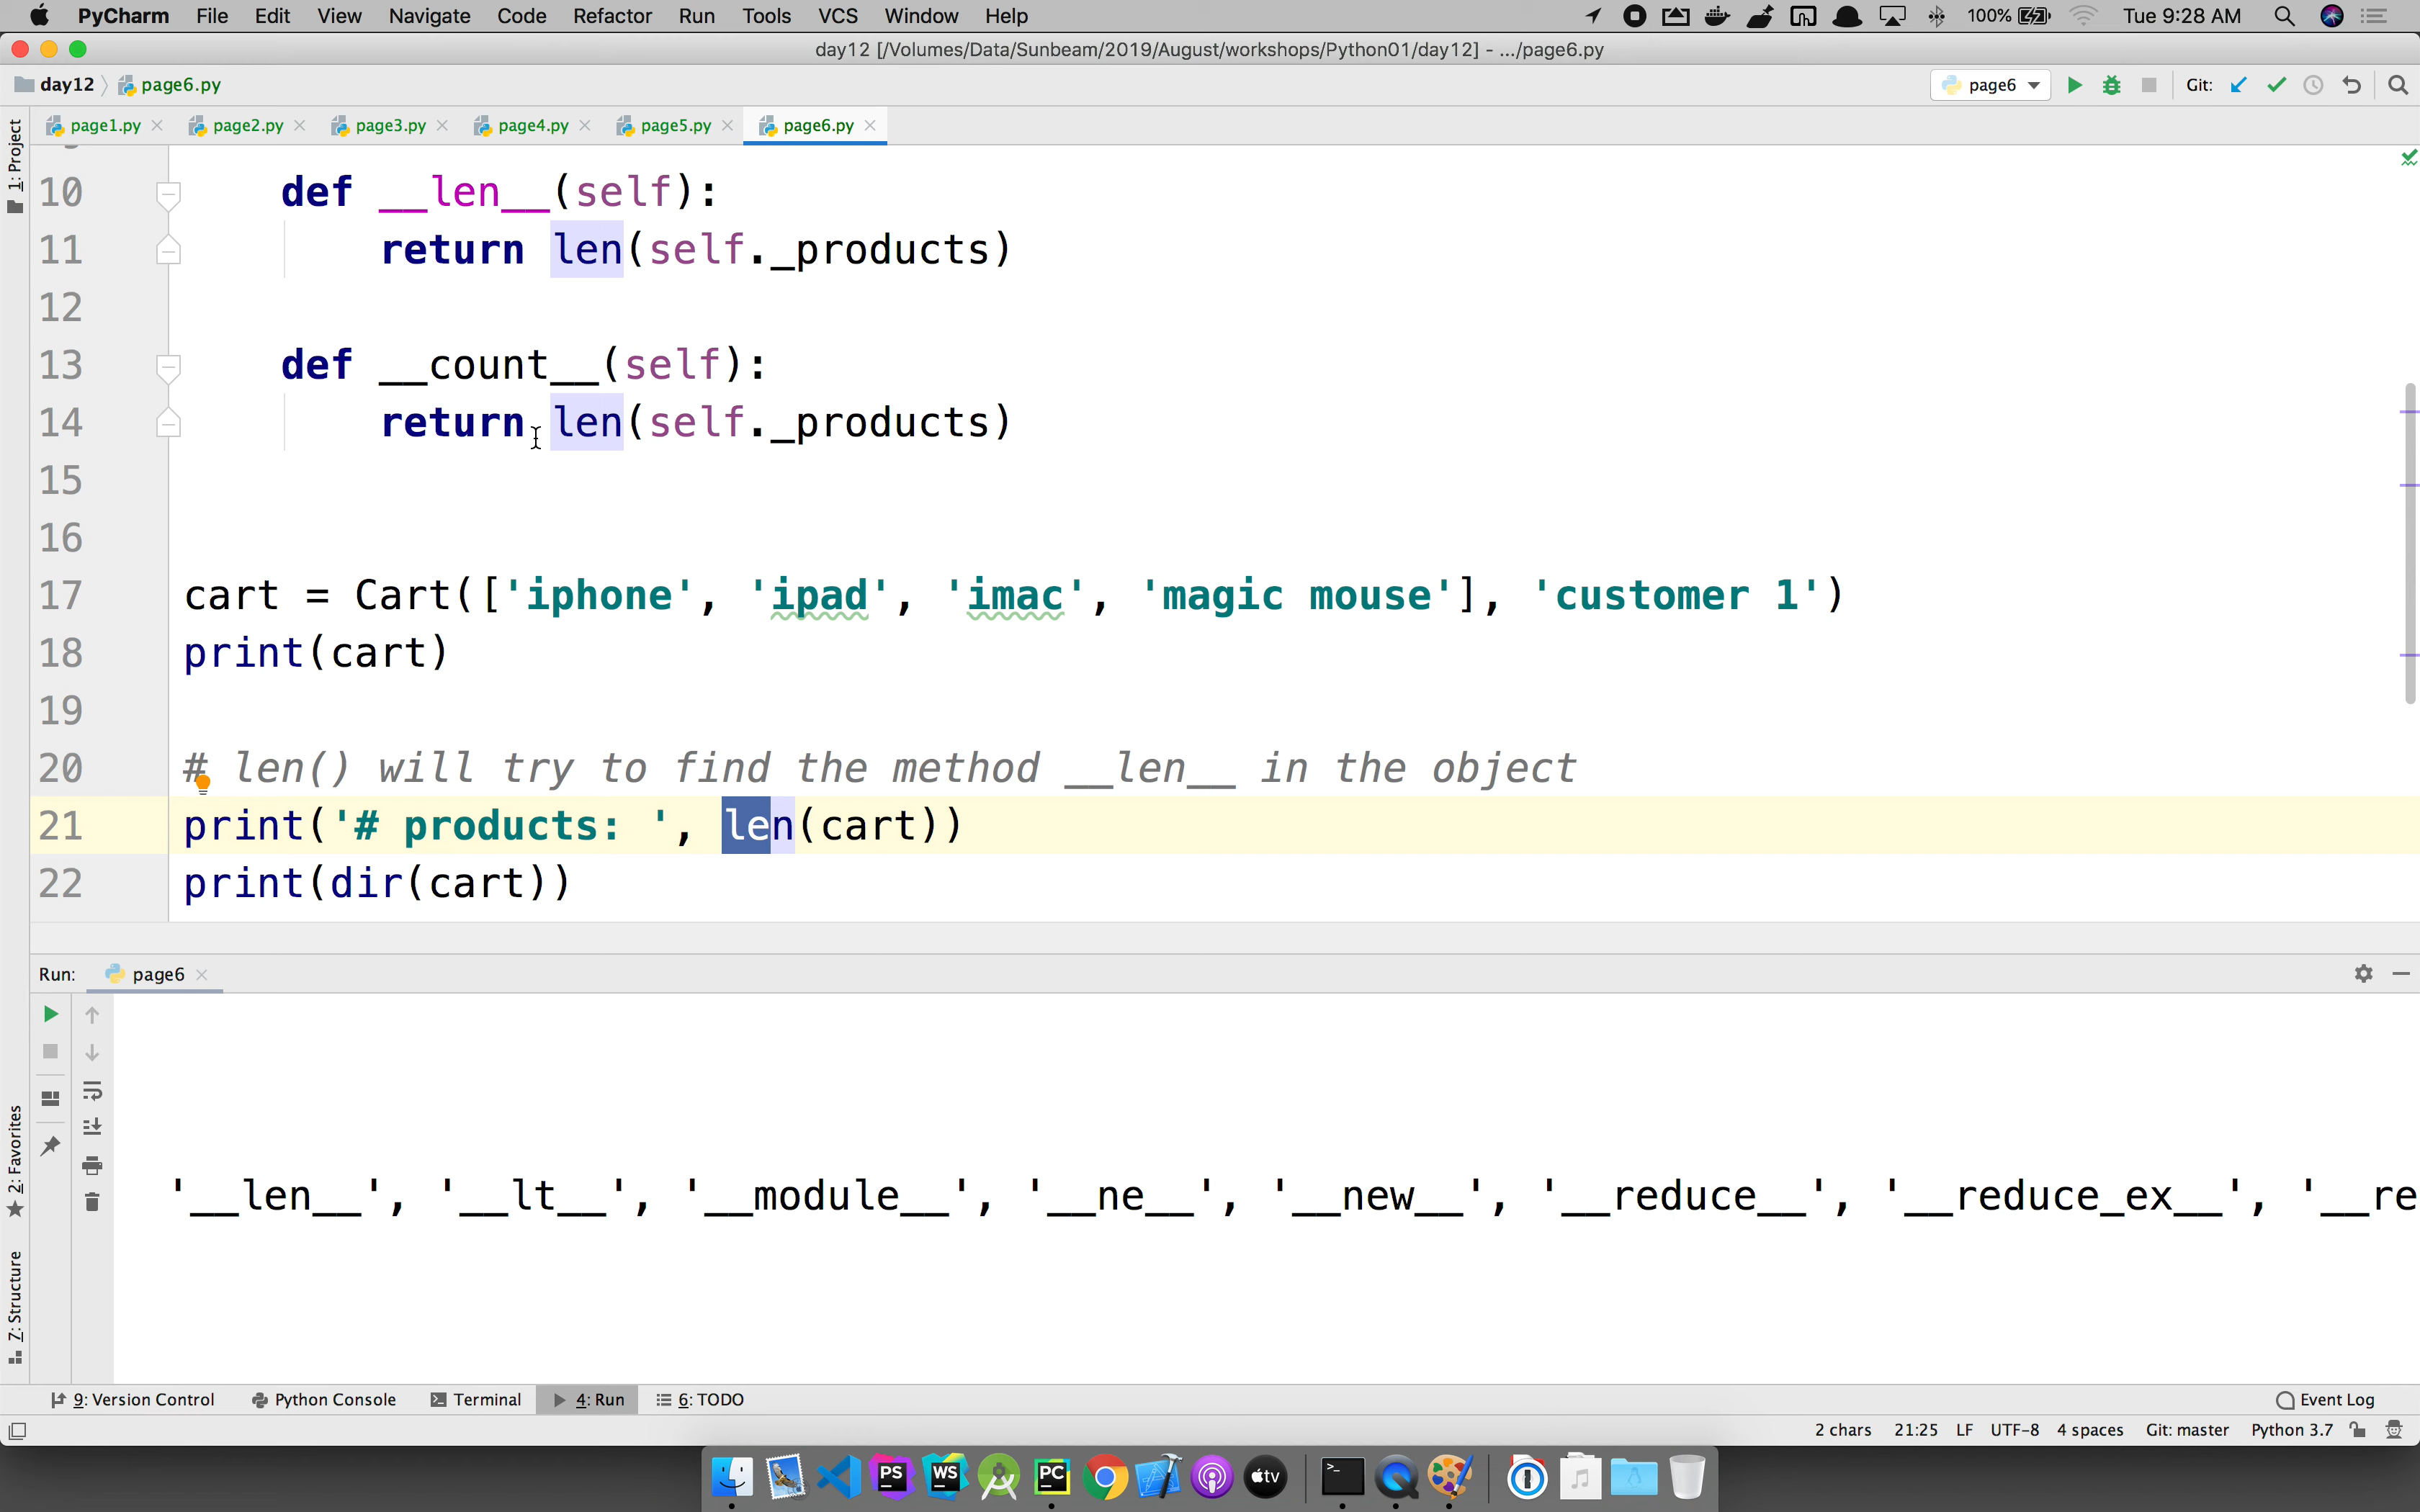 PyCharm File Edit View Navigate Code Refactor Run Tools VCS Window Help 100% Tue 9:28 AM
day12 [/Volumes/Data/Sunbeam/2019/August/workshops/Python01/day12] - .../page6.py
day12 page6.py page6 Git:
page1.py page2.py page3.py page4.py page5.py page6.py
1: Project
10 def __len__(self):
11 return len(self._products)
12
13 def __count__(self):
14 return len(self._products)
15
16
17 cart = Cart(['iphone', 'ipad', 'imac', 'magic mouse'], 'customer 1')
18 print(cart)
19
20 # len() will try to find the method __len__ in the object
21 print('# products: ', len(cart))
22 print(dir(cart))
Run: page6
'__len__', '__lt__', '__module__', '__ne__', '__new__', '__reduce__', '__reduce_ex__', '__re
2: Favorites
7: Structure
9: Version Control Python Console Terminal 4: Run 6: TODO Event Log
2 chars 21:25 LF UTF-8 4 spaces Git: master Python 3.7
PS WS PC tv